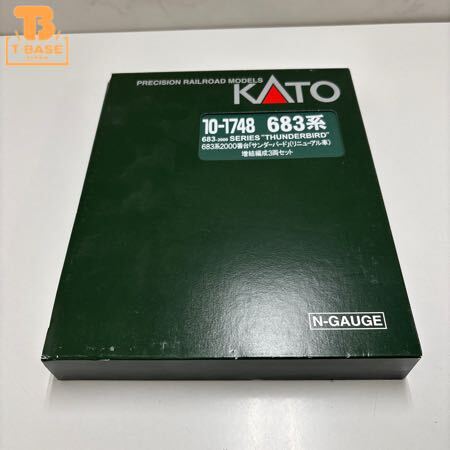 T-BASE
JAPAN
PRECISION RAILROAD MODELS
KATO
10-1748 683系
683-2000 SERIES "THUNDERBIRD"
683系2000番台「サンダーバード」(リニューアル車)
増結編成3両セット
N-GAUGE